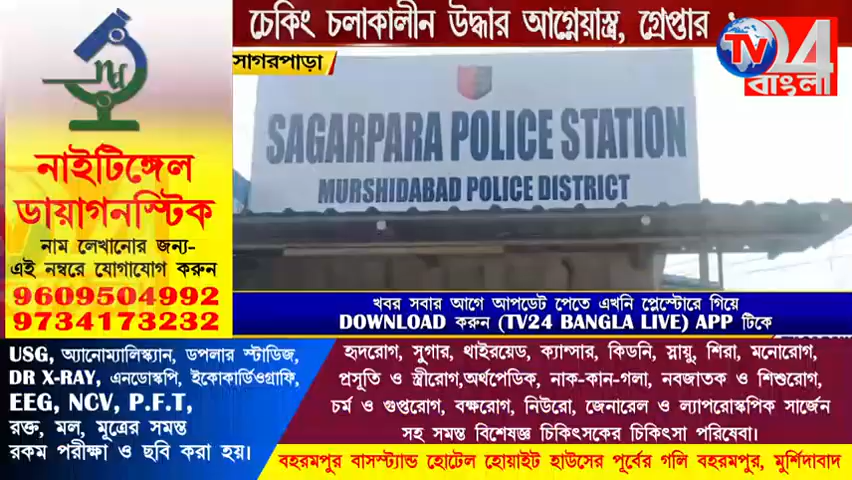 চেকিং চলাকালীন উদ্ধার আগ্নেয়াস্ত্র, গ্রেপ্তার
TV 24
বাংলা
সাগরপাড়া
SAGARPARA POLICE STATION
MURSHIDABAD POLICE DISTRICT
নাইটিঙ্গেল
ডায়াগনস্টিক
নাম লেখানোর জন্য-
এই নম্বরে যোগাযোগ করুন
9609504992
9734173232
খবর সবার আগে আপডেট পেতে এখনি প্লেস্টোরে গিয়ে
DOWNLOAD করুন (TV24 BANGLA LIVE) APP টিকে
USG, অ্যানোম্যালিস্ক্যান, ডপলার স্টাডিজ,
DR X-RAY, এনডোস্কপি, ইকোকার্ডিওগ্রাফি,
EEG, NCV, P.F.T,
রক্ত, মল, মূত্রের সমস্ত
রকম পরীক্ষা ও ছবি করা হয়।
হৃদরোগ, সুগার, থাইরয়েড, ক্যান্সার, কিডনি, স্নায়ু, শিরা, মনোরোগ,
প্রসূতি ও স্ত্রীরোগ,অর্থপেডিক, নাক-কান-গলা, নবজাতক ও শিশুরোগ,
চর্ম ও গুপ্তরোগ, বক্ষরোগ, নিউরো, জেনারেল ও ল্যাপরোস্কপিক সার্জেন
সহ সমস্ত বিশেষজ্ঞ চিকিৎসকের চিকিত্সা পরিষেবা।
বহরমপুর বাসস্ট্যান্ড হোটেল হোয়াইট হাউসের পূর্বের গলি বহরমপুর, মুর্শিদাবাদ